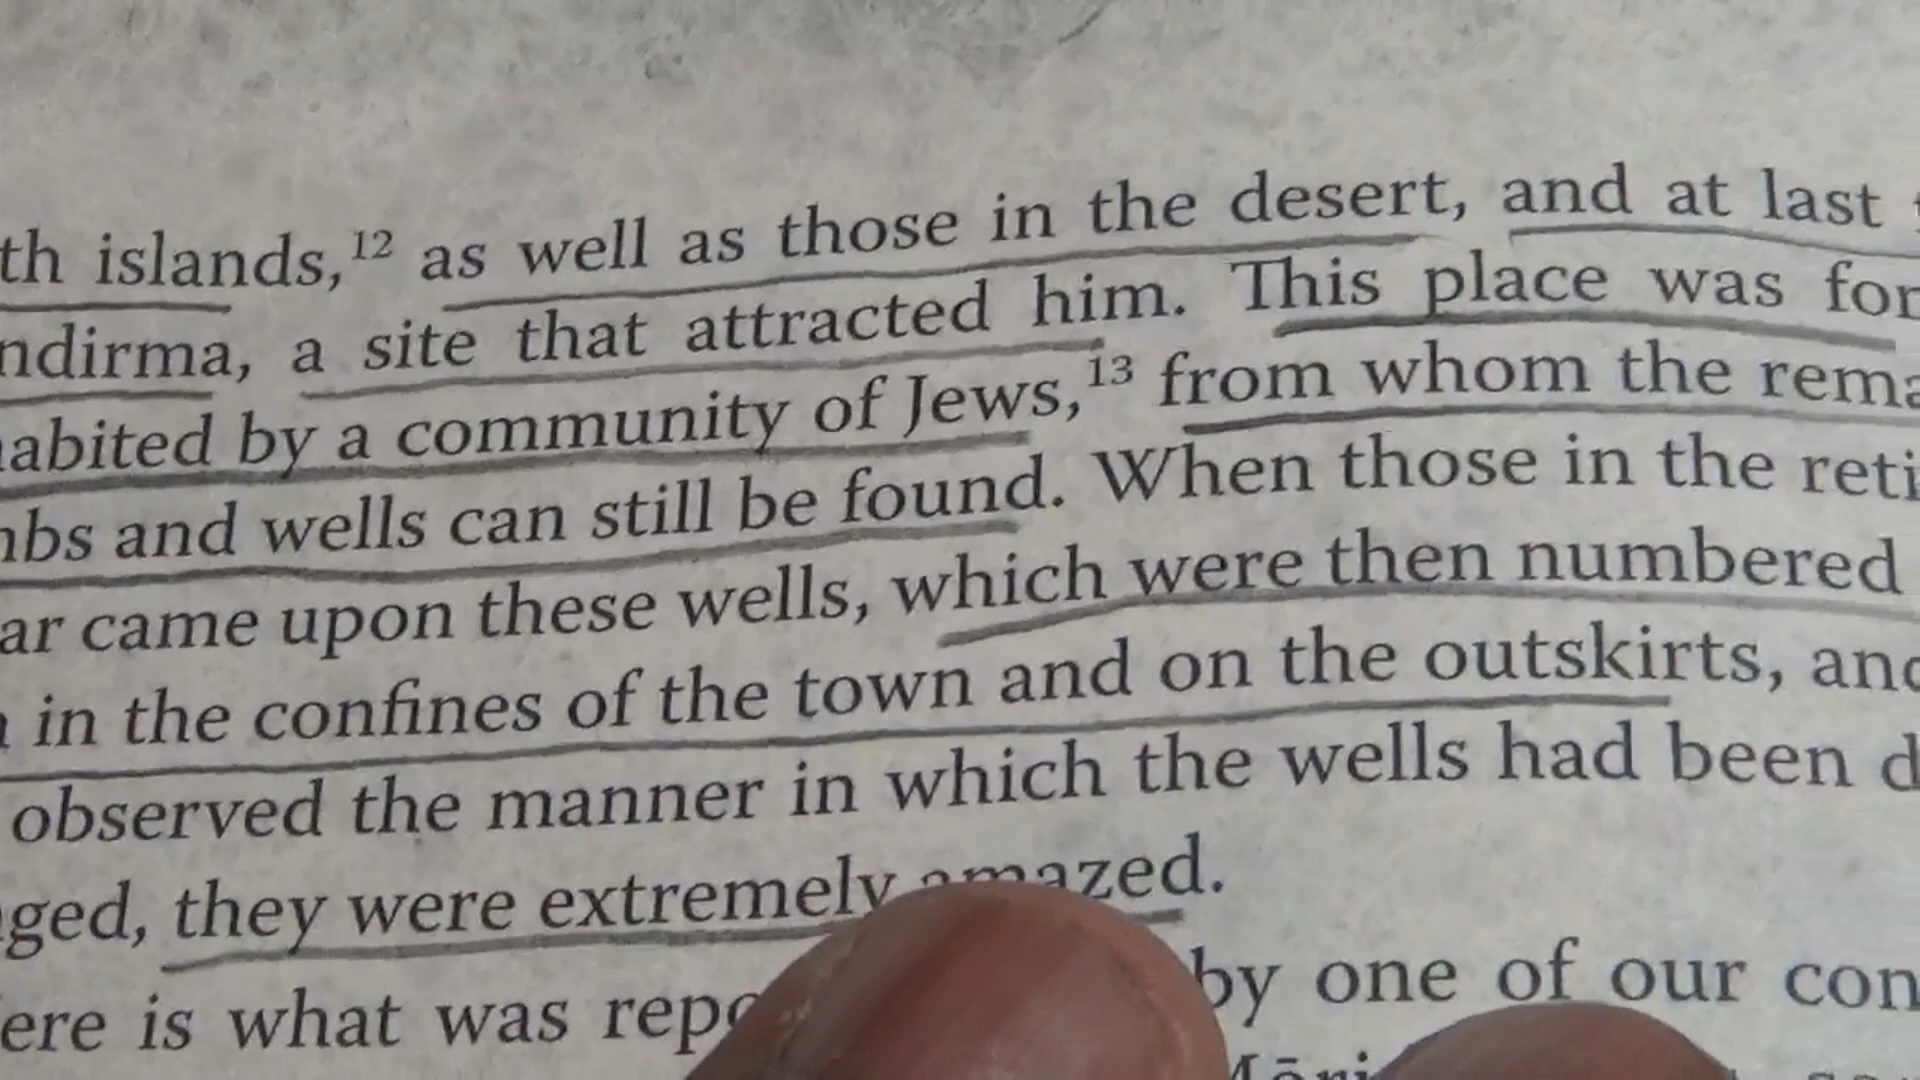 th islands,¹² as well as those in the desert, and at last
ndirma, a site that attracted him. This place was for
abited by a community of Jews,¹³ from whom the rema
bs and wells can still be found. When those in the reti
ar came upon these wells, which were then numbered
in the confines of the town and on the outskirts, and
observed the manner in which the wells had been d
ged, they were extremely amazed.
ere is what was repo by one of our con